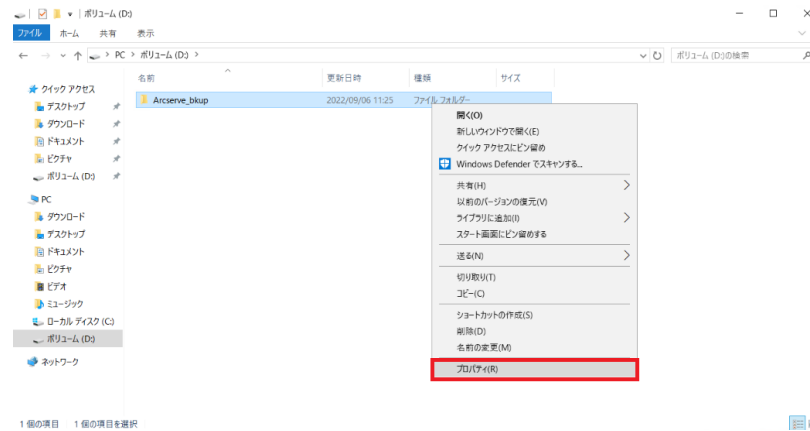 ボリューム (D:)
ファイル ホーム 共有 表示
PC ボリューム (D:) ボリューム (D:)の検索
名前 更新日時 種類 サイズ
Arcserve_bkup 2022/09/06 11:25 ファイル フォルダー
クイック アクセス
デスクトップ
ダウンロード
ドキュメント
ピクチャ
ボリューム (D:)
PC
ダウンロード
デスクトップ
ドキュメント
ピクチャ
ビデオ
ミュージック
ローカル ディスク (C:)
ボリューム (D:)
ネットワーク
開く(O)
新しいウィンドウで開く(E)
クイック アクセスにピン留め
Windows Defender でスキャンする...
共有(H)
以前のバージョンの復元(V)
ライブラリに追加(I)
スタート画面にピン留めする
送る(N)
切り取り(T)
コピー(C)
ショートカットの作成(S)
削除(D)
名前の変更(M)
プロパティ(R)
1 個の項目 1 個の項目を選択